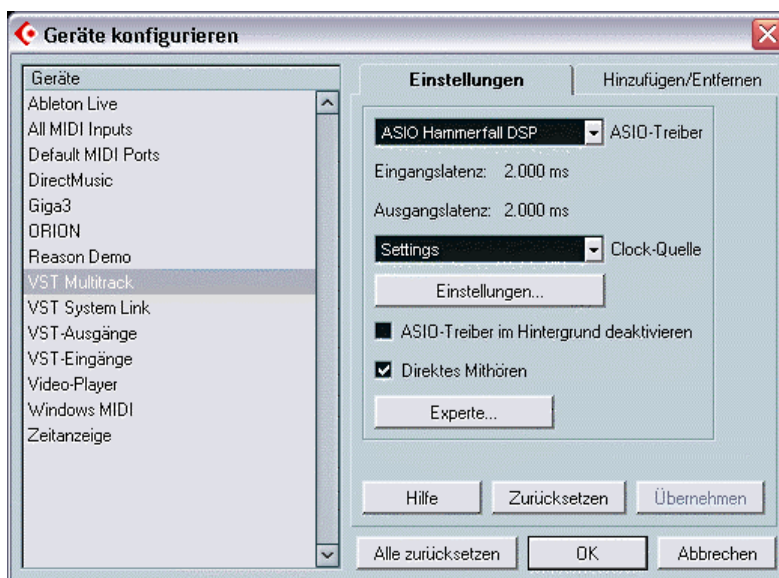 Geräte konfigurieren
Geräte
Ableton Live
All MIDI Inputs
Default MIDI Ports
DirectMusic
Giga3
ORION
Reason Demo
VST Multitrack
VST System Link
VST-Ausgänge
VST-Eingänge
Video-Player
Windows MIDI
Zeitanzeige
Einstellungen
Hinzufügen/Entfernen
ASIO Hammerfall DSP ASIO-Treiber
Eingangslatenz: 2.000 ms
Ausgangslatenz: 2.000 ms
Settings Clock-Quelle
Einstellungen...
ASIO-Treiber im Hintergrund deaktivieren
Direktes Mithören
Experte...
Hilfe Zurücksetzen Übernehmen
Alle zurücksetzen OK Abbrechen